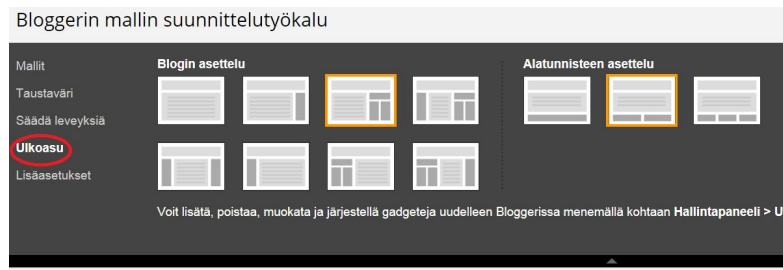 Bloggerin mallin suunnittelutyökalu
Mallit
Taustaväri
Säädä leveyksiä
Ulkoasu
Lisäasetukset
Blogin asettelu
Alatunnisteen asettelu
Voit lisätä, poistaa, muokata ja järjestellä gadgeteja uudelleen Bloggerissa menemällä kohtaan Hallintapaneeli > U